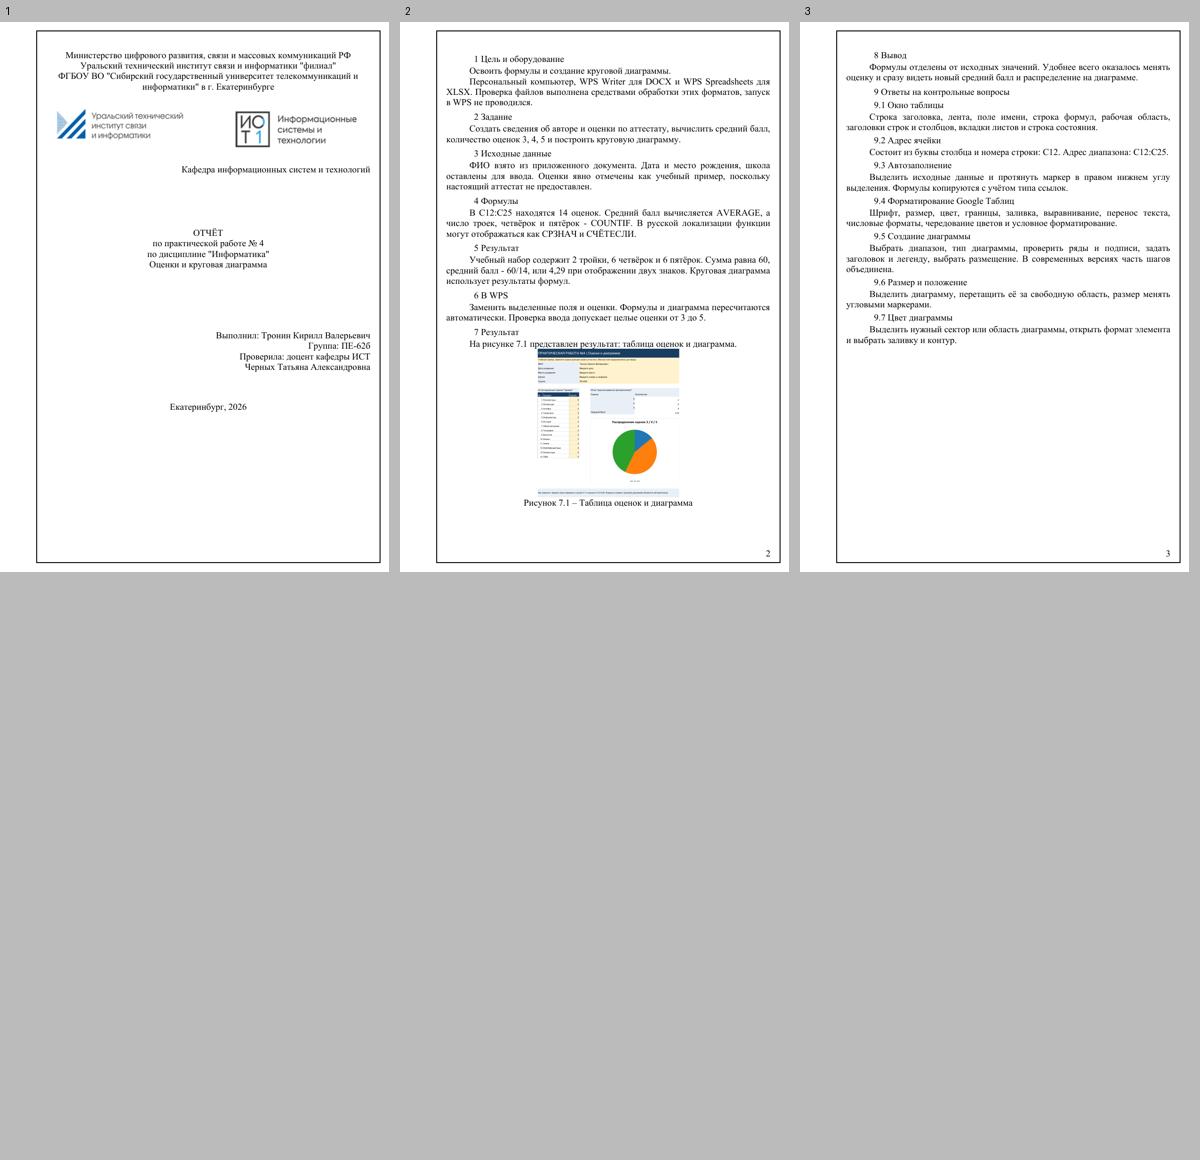 1
Министерство цифрового развития, связи и массовых коммуникаций РФ
Уральский технический институт связи и информатики "филиал"
ФГБОУ ВО "Сибирский государственный университет телекоммуникаций и
информатики" в г. Екатеринбурге
Уральский технический
институт связи
и информатики
ИО
Т1
Информационные
системы и
технологии
Кафедра информационных систем и технологий
ОТЧЁТ
по практической работе № 4
по дисциплине "Информатика"
Оценки и круговая диаграмма
Выполнил: Тронин Кирилл Валерьевич
Группа: ПЕ-62б
Проверила: доцент кафедры ИСТ
Черных Татьяна Александровна
Екатеринбург, 2026
2
1 Цель и оборудование
Освоить формулы и создание круговой диаграммы.
Персональный компьютер, WPS Writer для DOCX и WPS Spreadsheets для
XLSX. Проверка файлов выполнена средствами обработки этих форматов, запуск
в WPS не проводился.
2 Задание
Создать сведения об авторе и оценки по аттестату, вычислить средний балл,
количество оценок 3, 4, 5 и построить круговую диаграмму.
3 Исходные данные
ФИО взято из приложенного документа. Дата и место рождения, школа
оставлены для ввода. Оценки явно отмечены как учебный пример, поскольку
настоящий аттестат не предоставлен.
4 Формулы
В C12:C25 находятся 14 оценок. Средний балл вычисляется AVERAGE, а
число троек, четвёрок и пятёрок - COUNTIF. В русской локализации функции
могут отображаться как СРЗНАЧ и СЧЁТЕСЛИ.
5 Результат
Учебный набор содержит 2 тройки, 6 четвёрок и 6 пятёрок. Сумма равна 60,
средний балл - 60/14, или 4,29 при отображении двух знаков. Круговая диаграмма
использует результаты формул.
6 В WPS
Заменить выделенные поля и оценки. Формулы и диаграмма пересчитаются
автоматически. Проверка ввода допускает целые оценки от 3 до 5.
7 Результат
На рисунке 7.1 представлен результат: таблица оценок и диаграмма.
Распределение оценок 3 / 4 / 5
Рисунок 7.1 – Таблица оценок и диаграмма
2
3
8 Вывод
Формулы отделены от исходных значений. Удобнее всего оказалось менять
оценку и сразу видеть новый средний балл и распределение на диаграмме.
9 Ответы на контрольные вопросы
9.1 Окно таблицы
Строка заголовка, лента, поле имени, строка формул, рабочая область,
заголовки строк и столбцов, вкладки листов и строка состояния.
9.2 Адрес ячейки
Состоит из буквы столбца и номера строки: C12. Адрес диапазона: C12:C25.
9.3 Автозаполнение
Выделить исходные данные и протянуть маркер в правом нижнем углу
выделения. Формулы копируются с учётом типа ссылок.
9.4 Форматирование Google Таблиц
Шрифт, размер, цвет, границы, заливка, выравнивание, перенос текста,
числовые форматы, чередование цветов и условное форматирование.
9.5 Создание диаграммы
Выбрать диапазон, тип диаграммы, проверить ряды и подписи, задать
заголовок и легенду, выбрать размещение. В современных версиях часть шагов
объединена.
9.6 Размер и положение
Выделить диаграмму, перетащить её за свободную область, размер менять
угловыми маркерами.
9.7 Цвет диаграммы
Выделить нужный сектор или область диаграммы, открыть формат элемента
и выбрать заливку и контур.
3